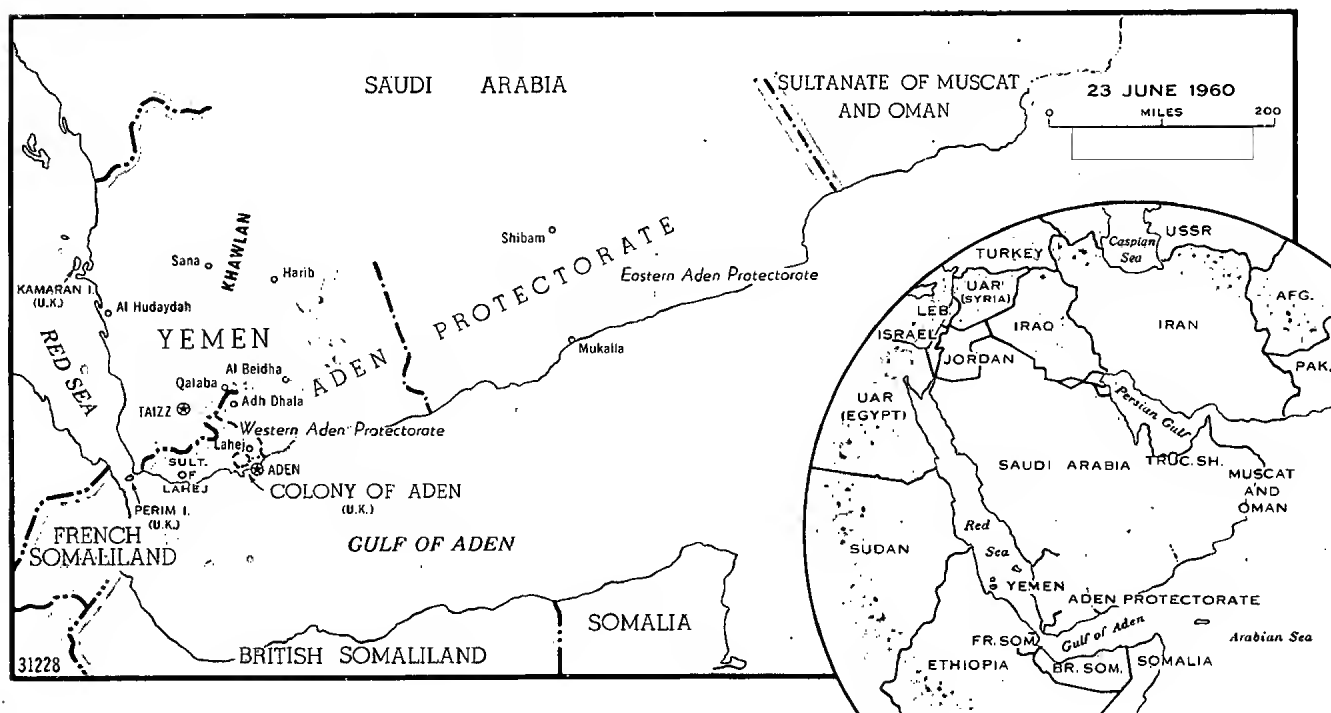 SAUDI ARABIA
SULTANATE OF MUSCAT
AND OMAN
23 JUNE 1960
0 MILES 200
Sana
KHAWLAN
Harib
Shibam
Eastern Aden Protectorate
KAMARAN I.
(U.K.)
Al Hudaydah
RED SEA
YEMEN
ADEN PROTECTORATE
Mukalla
Al Beidha
Qalaba
Adh Dhala
TAIZZ
Western Aden Protectorate
Lahej
SULT.
OF
LAHEJ
ADEN
COLONY OF ADEN
(U.K.)
PERIM I.
(U.K.)
FRENCH
SOMALILAND
GULF OF ADEN
SOMALIA
BRITISH SOMALILAND
31228
TURKEY
Caspian
Sea
USSR
UAR
(SYRIA)
LEB.
ISRAEL
IRAQ
IRAN
AFG.
JORDAN
PAK.
UAR
(EGYPT)
Persian Gulf
SAUDI ARABIA
TRUC. SH.
MUSCAT
AND
OMAN
Red
Sea
SUDAN
YEMEN
ADEN PROTECTORATE
Gulf of Aden
Arabian Sea
FR. SOM.
ETHIOPIA
BR. SOM.
SOMALIA